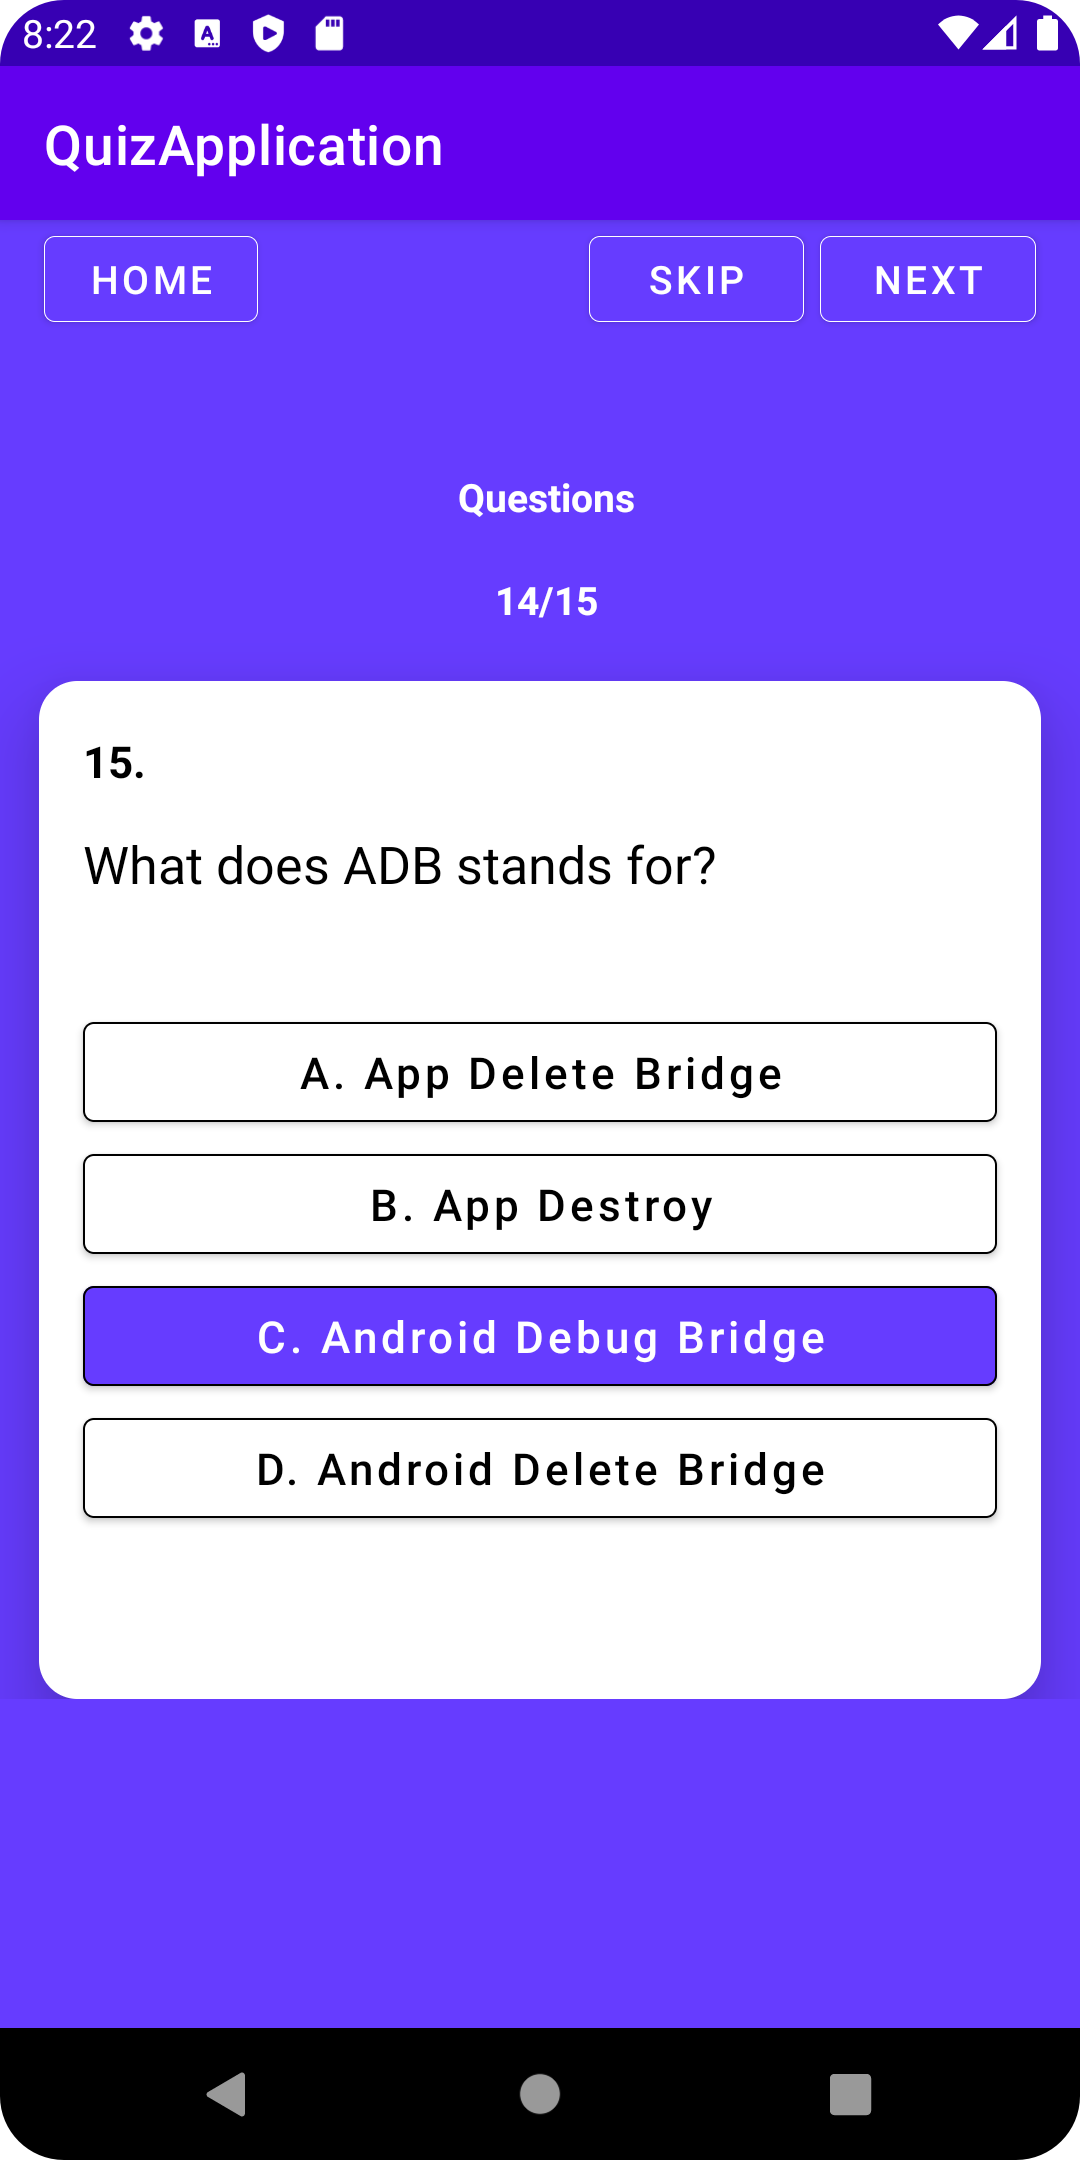 8:22
QuizApplication
HOME SKIP NEXT
Questions
14/15
15.
What does ADB stands for?
A. App Delete Bridge
B. App Destroy
C. Android Debug Bridge
D. Android Delete Bridge